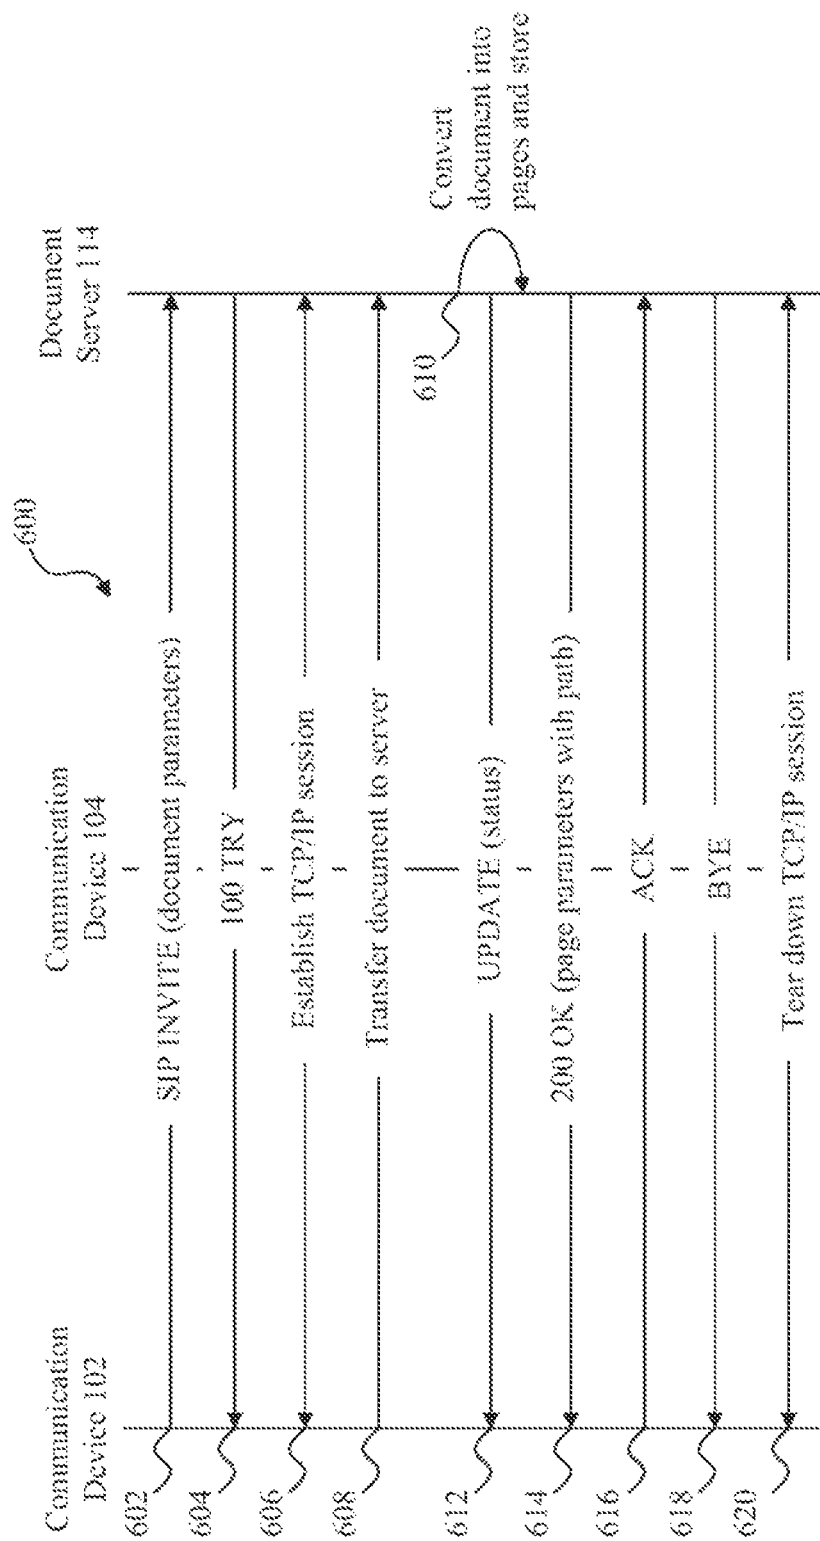 600
Communication
Device 102
Communication
Device 104
Document
Server 114
602
SIP INVITE (document parameters)
604
100 TRY
606
Establish TCP/IP session
608
Transfer document to server
610
Convert
document into
pages and store
612
UPDATE (status)
614
200 OK (page parameters with path)
616
ACK
618
BYE
620
Tear down TCP/IP session